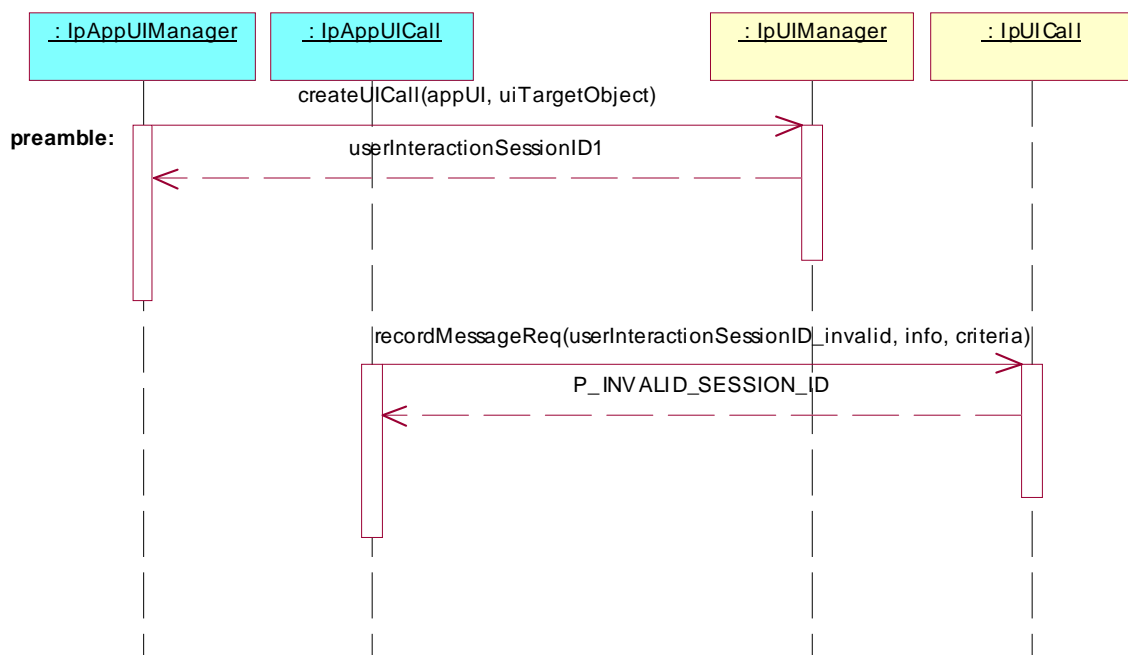 : IpAppUIManager
: IpAppUICall
: IpUIManager
: IpUICall
createUICall(appUI, uiTargetObject)
preamble:
userInteractionSessionID1
recordMessageReq(userInteractionSessionID_invalid, info, criteria)
P_INVALID_SESSION_ID